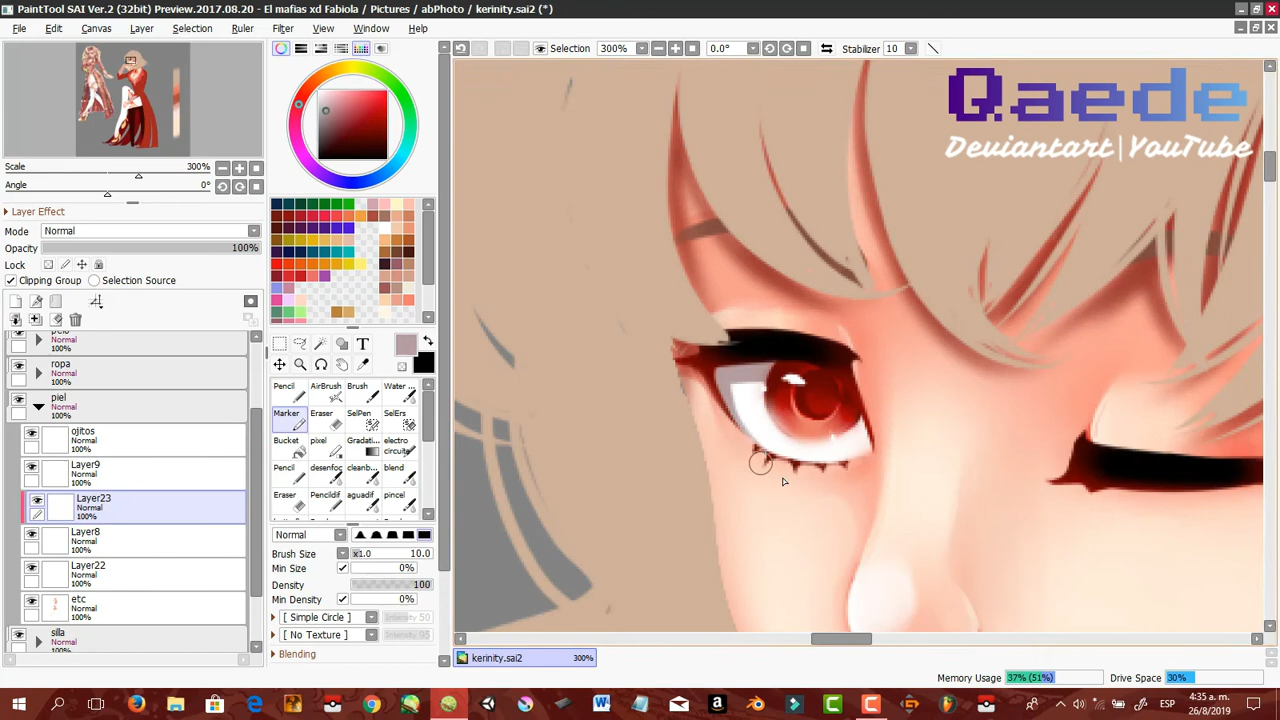 PaintTool SAI Ver.2 (32bit) Preview.2017.08.20 - El mafias xd Fabiola / Pictures / abPhoto / kerinity.sai2 (*)
File Edit Canvas Layer Selection Ruler Filter View Window Help
Selection 300% 0.0° Stabilizer 10
Qaede
Deviantart | YouTube
Scale 300%
Angle 0°
Layer Effect
Mode Normal
Opacity 100%
Lock
Clipping Group Selection Source
Normal
100%
ropa
Normal
100%
piel
Normal
100%
ojitos
Normal
100%
Layer9
Normal
100%
Layer23
Normal
100%
Layer8
Normal
100%
Layer22
Normal
100%
etc
Normal
100%
silla
Normal
Pencil AirBrush Brush Water ...
Marker Eraser SelPen SelErs
Bucket pixel Gradati... electro
Pencil desenfoc cleanb... blend
Eraser Pencildif aguadif pincel
Normal
Brush Size x1.0 10.0
Min Size 0%
Density 100
Min Density 0%
[ Simple Circle ] Intensity 50
[ No Texture ] Intensity 95
Blending
kerinity.sai2 300%
Memory Usage 37% (51%) Drive Space 30%
ESP 4:35 a. m. 26/8/2019